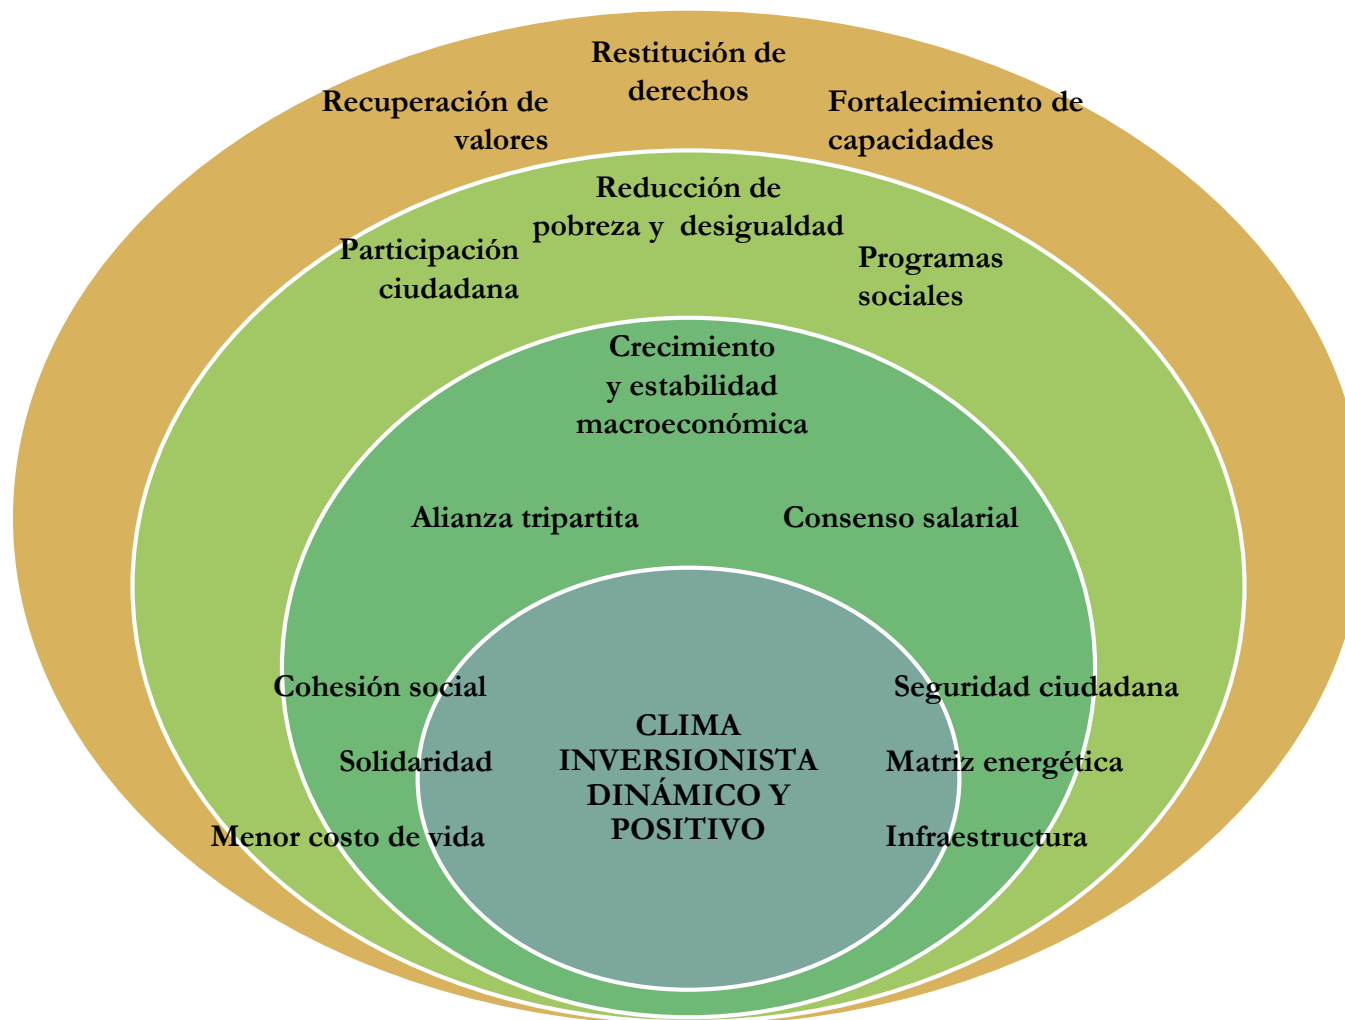 Restitución de
derechos
Recuperación de
valores
Fortalecimiento de
capacidades
Reducción de
pobreza y  desigualdad
Participación
ciudadana
Programas
sociales
Crecimiento
y estabilidad
macroeconómica
Alianza tripartita
Consenso salarial
Cohesión social
Seguridad ciudadana
Solidaridad
Matriz energética
Menor costo de vida
Infraestructura
CLIMA
INVERSIONISTA
DINÁMICO Y
POSITIVO